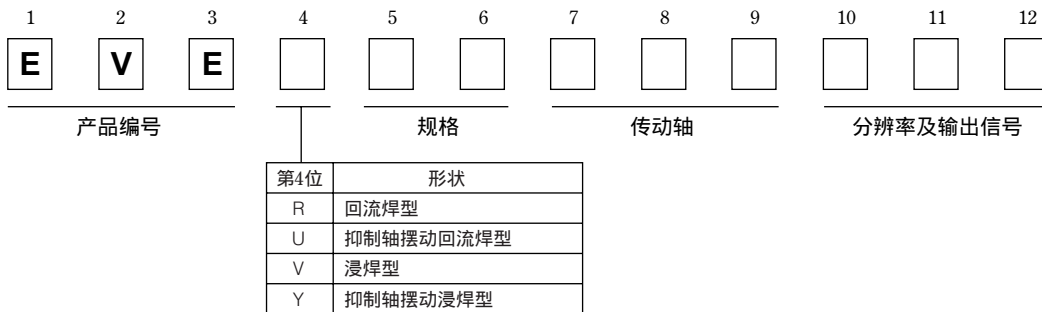 1 2 3 4 5 6 7 8 9 10 11 12
E V E
产品编号 规格 传动轴 分辨率及输出信号
第4位 形状
R 回流焊型
U 抑制轴摆动回流焊型
V 浸焊型
Y 抑制轴摆动浸焊型